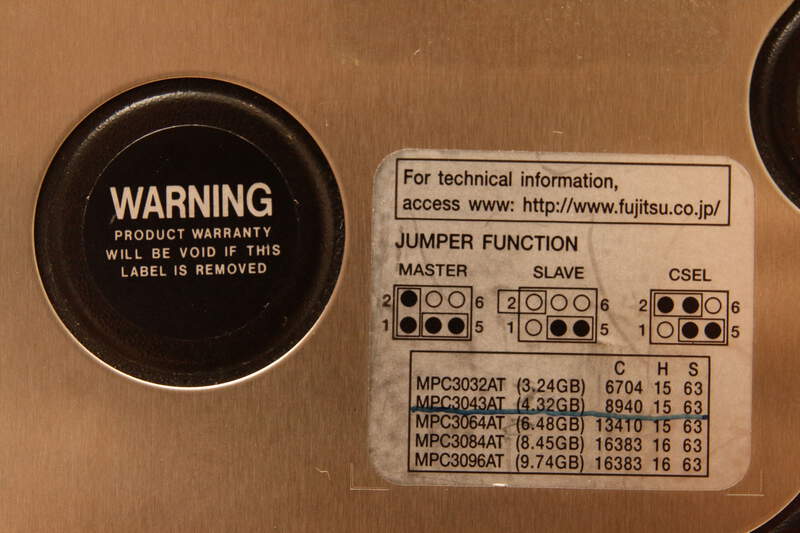 WARNING
PRODUCT WARRANTY
WILL BE VOID IF THIS
LABEL IS REMOVED
For technical information,
access www: http://www.fujitsu.co.jp/
JUMPER FUNCTION
MASTER SLAVE CSEL
2 6 2 6 2 6
1 5 1 5 1 5
C H S
MPC3032AT (3.24GB) 6704 15 63
MPC3043AT (4.32GB) 8940 15 63
MPC3064AT (6.48GB) 13410 15 63
MPC3084AT (8.45GB) 16383 16 63
MPC3096AT (9.74GB) 16383 16 63